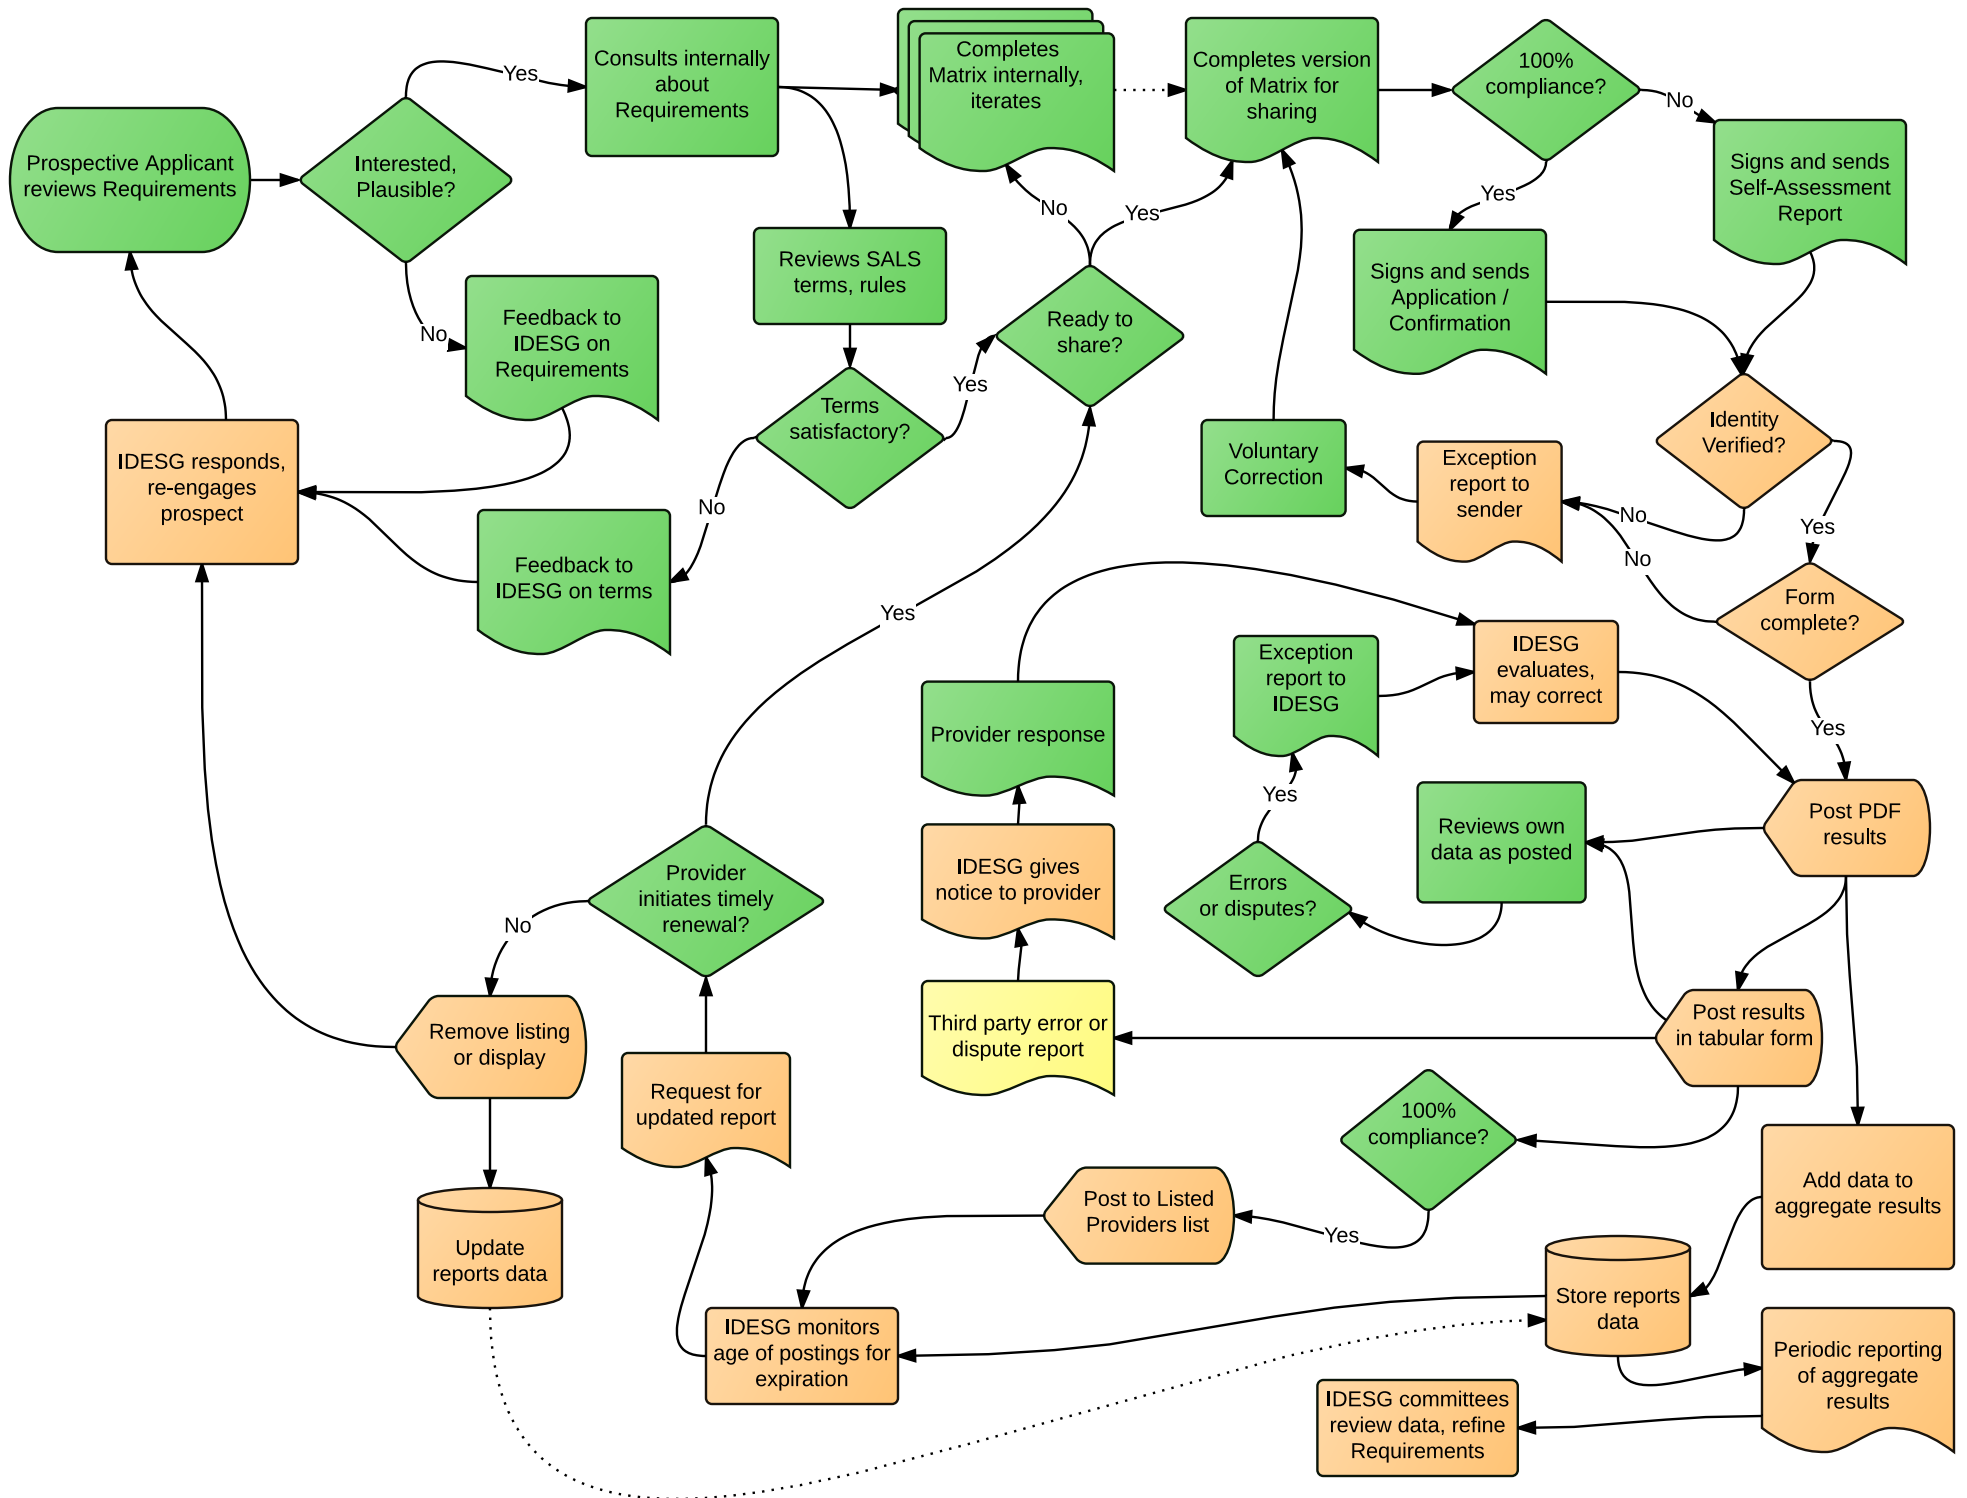 Prospective Applicant
reviews Requirements
Interested,
Plausible?
Yes
No
Consults internally
about
Requirements
Completes
Matrix internally,
iterates
Completes version
of Matrix for
sharing
100%
compliance?
No
Yes
Signs and sends
Self-Assessment
Report
Signs and sends
Application /
Confirmation
Feedback to
IDESG on
Requirements
Reviews SALS
terms, rules
Terms
satisfactory?
Yes
No
Ready to
share?
No
Yes
IDESG responds,
re-engages
prospect
Feedback to
IDESG on terms
Voluntary
Correction
Exception
report to
sender
Identity
Verified?
No
Yes
Form
complete?
No
Yes
IDESG
evaluates,
may correct
Exception
report to
IDESG
Provider response
Yes
Post PDF
results
Reviews own
data as posted
Errors
or disputes?
IDESG gives
notice to provider
Third party error or
dispute report
Post results
in tabular form
Yes
Provider
initiates timely
renewal?
No
Remove listing
or display
Request for
updated report
100%
compliance?
Yes
Post to Listed
Providers list
Add data to
aggregate results
Update
reports data
IDESG monitors
age of postings for
expiration
Store reports
data
Periodic reporting
of aggregate
results
IDESG committees
review data, refine
Requirements